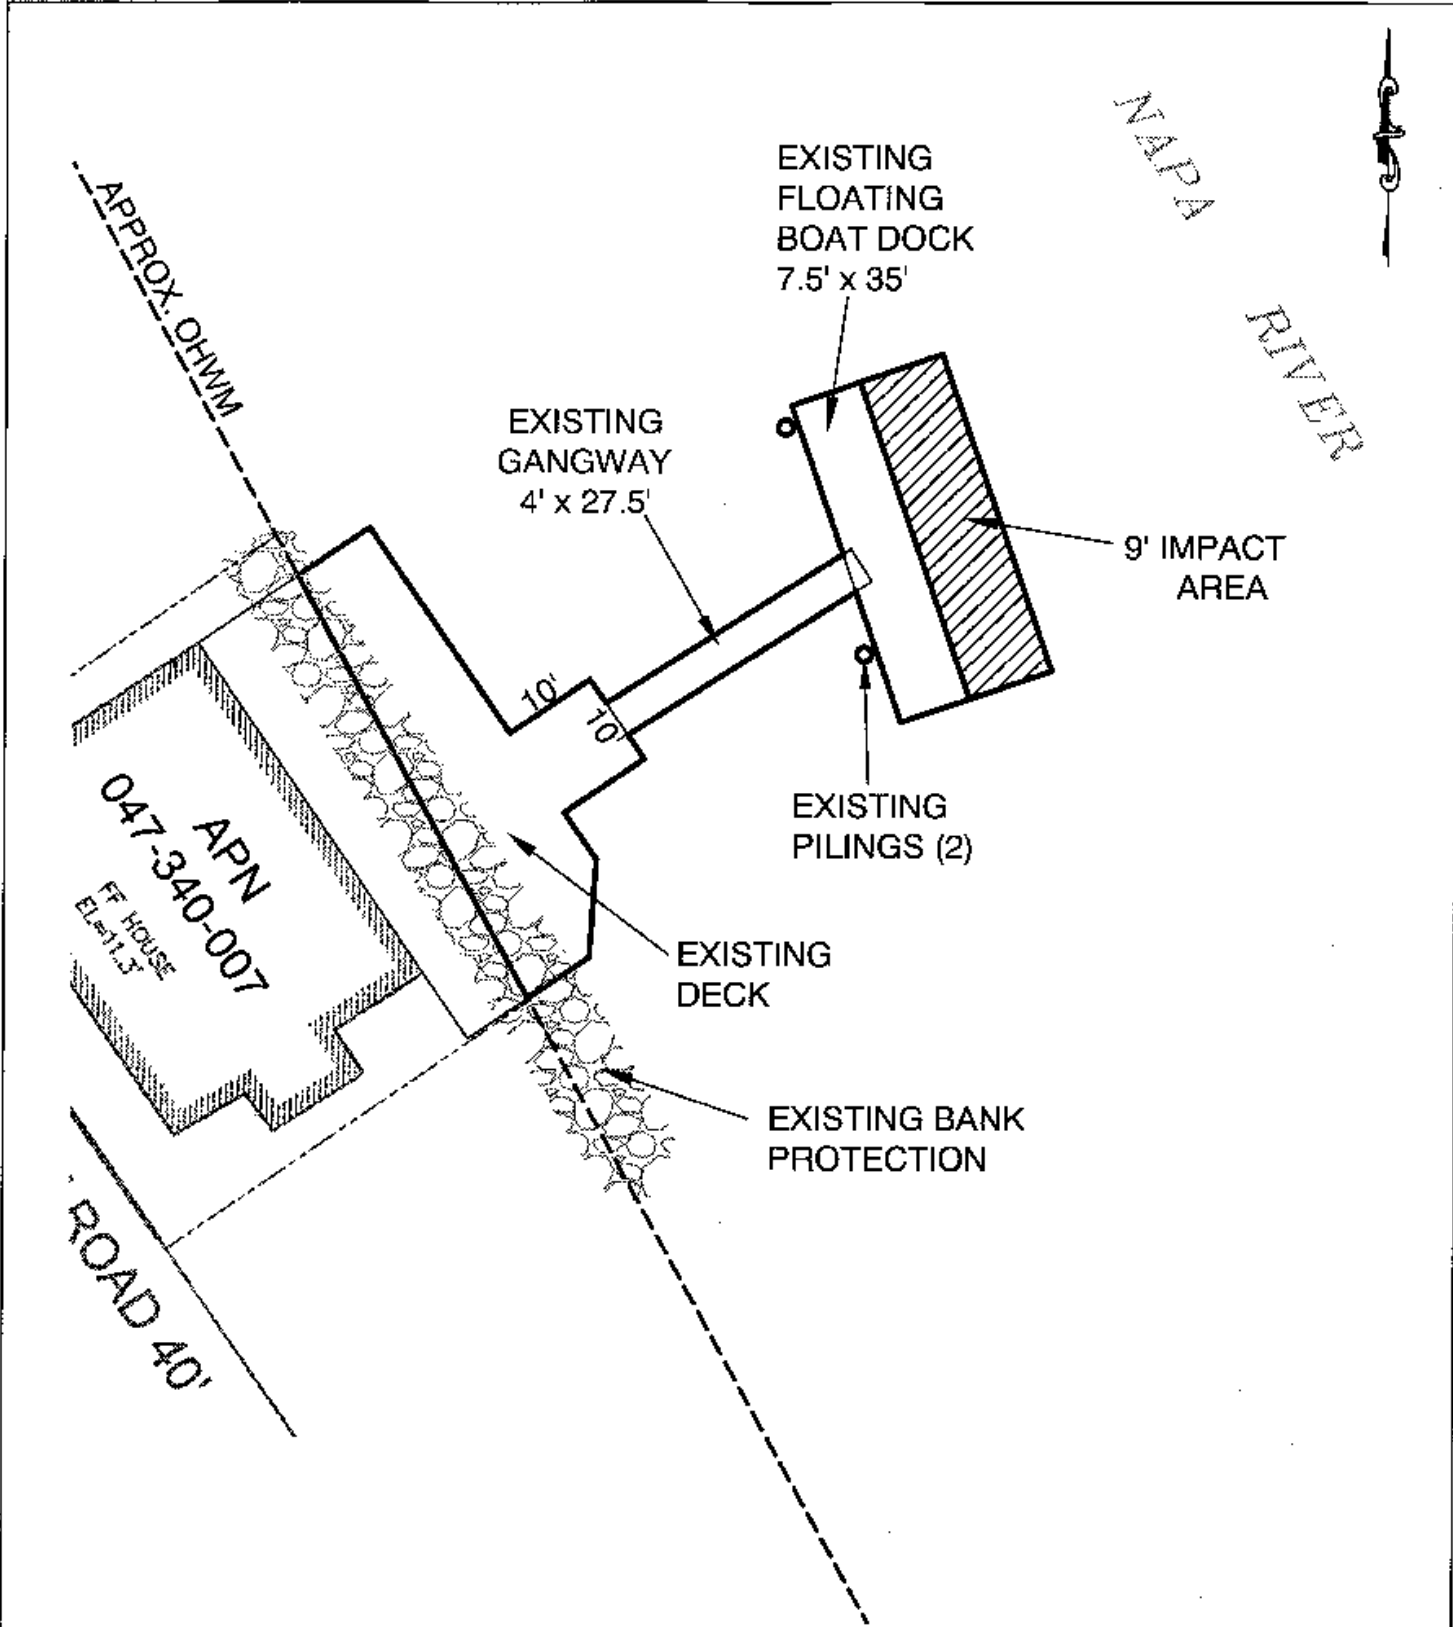 NAPA
RIVER
EXISTING
FLOATING
BOAT DOCK
7.5' x 35'
APPROX. OHWM
EXISTING
GANGWAY
4' x 27.5'
9' IMPACT
AREA
10'
10'
EXISTING
PILINGS (2)
APN
047-340-007
FF HOUSE
EL=11.3'
EXISTING
DECK
EXISTING BANK
PROTECTION
ROAD 40'